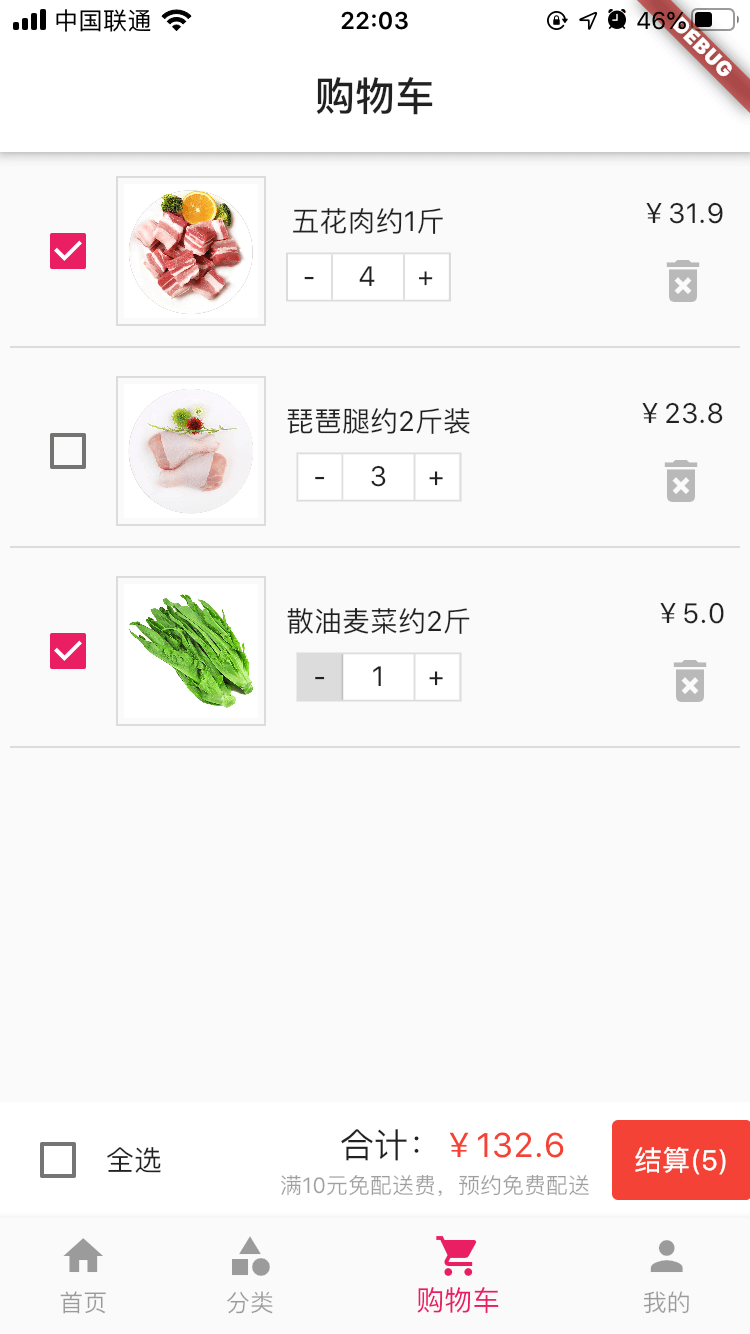 中国联通 22:03 46%
DEBUG
购物车
五花肉约1斤 ¥31.9
- 4 +
琵琶腿约2斤装 ¥23.8
- 3 +
散油麦菜约2斤 ¥5.0
- 1 +
全选 合计： ¥132.6 结算(5)
满10元免配送费，预约免费配送
首页 分类 购物车 我的